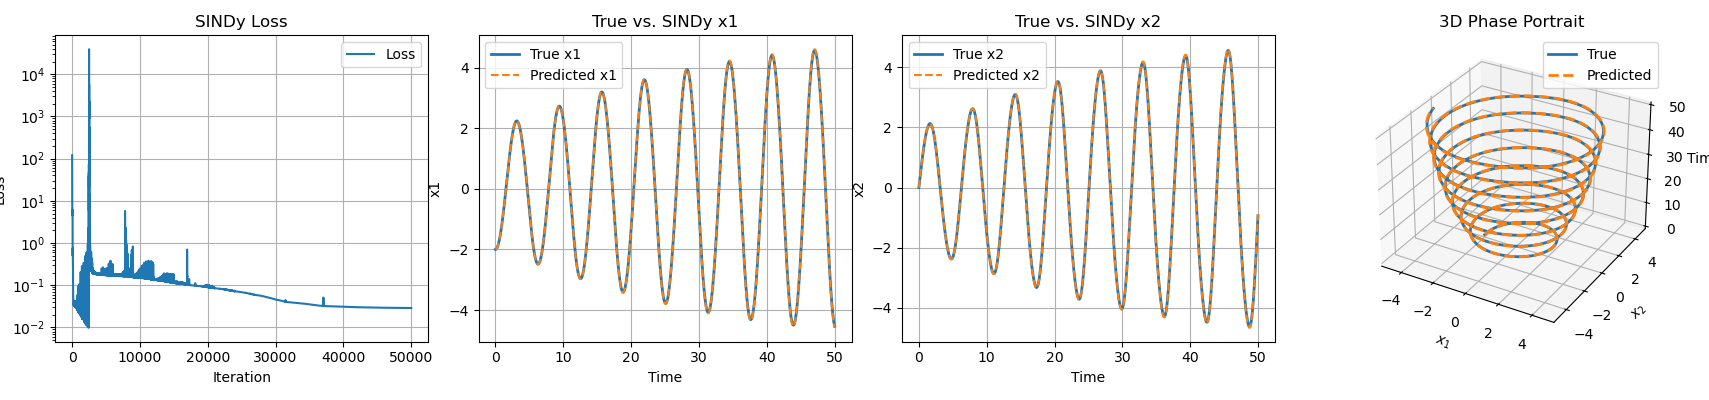 SINDy Loss
Loss
10⁴
10³
10²
10¹
10⁰
10⁻¹
10⁻²
0 10000 20000 30000 40000 50000
Iteration
True vs. SINDy x1
True x1
Predicted x1
x1
4
2
0
−2
−4
0 10 20 30 40 50
Time
True vs. SINDy x2
True x2
Predicted x2
x2
4
2
0
−2
−4
0 10 20 30 40 50
Time
3D Phase Portrait
True
Predicted
50
40
30
20
10
0
Tim
−4 −2 0 2 4
x₁
−4 −2 0 2 4
x₂